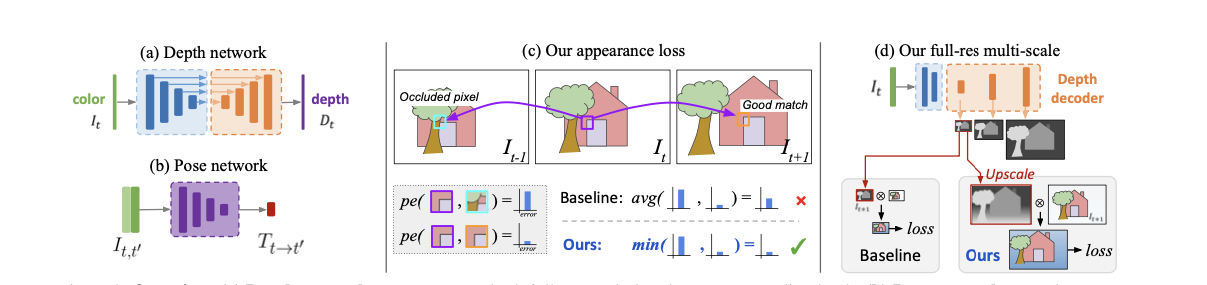 (a) Depth network
color
I_t
depth
D_t
(b) Pose network
I_{t,t'}
T_{t→t'}
(c) Our appearance loss
Occluded pixel
Good match
I_{t-1}
I_t
I_{t+1}
pe( , ) =
error
pe( , ) =
error
Baseline: avg( , ) = ×
Ours: min( , ) = ✓
(d) Our full-res multi-scale
I_t
Depth
decoder
Upscale
I_{t+1}
⊗
loss
Baseline
⊗
I_{t+1}
Ours
loss